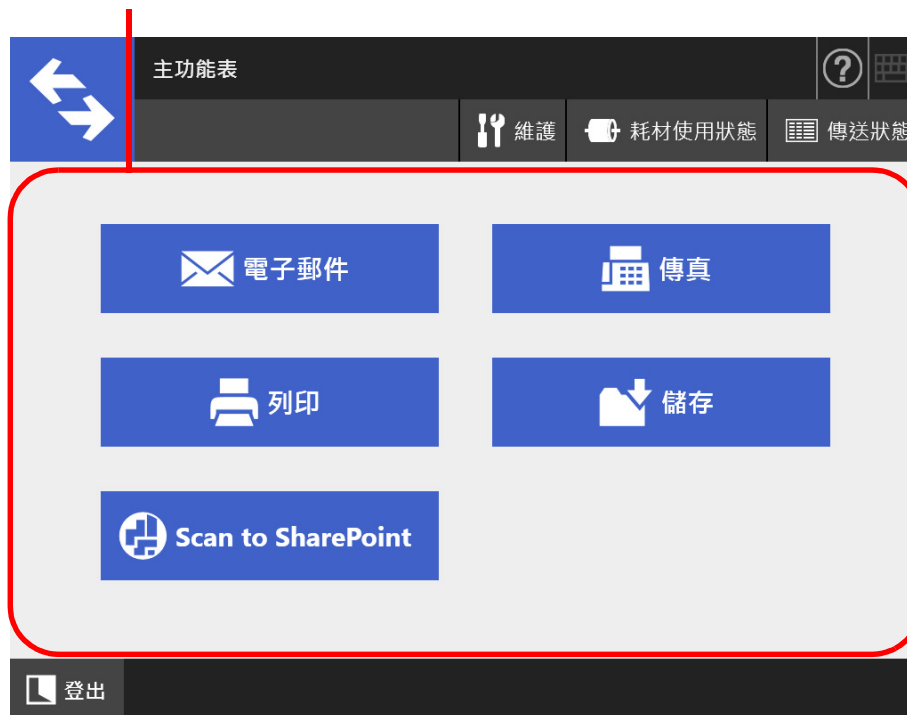 主功能表
維護 耗材使用狀態 傳送狀態
電子郵件 傳真
列印 儲存
Scan to SharePoint
登出